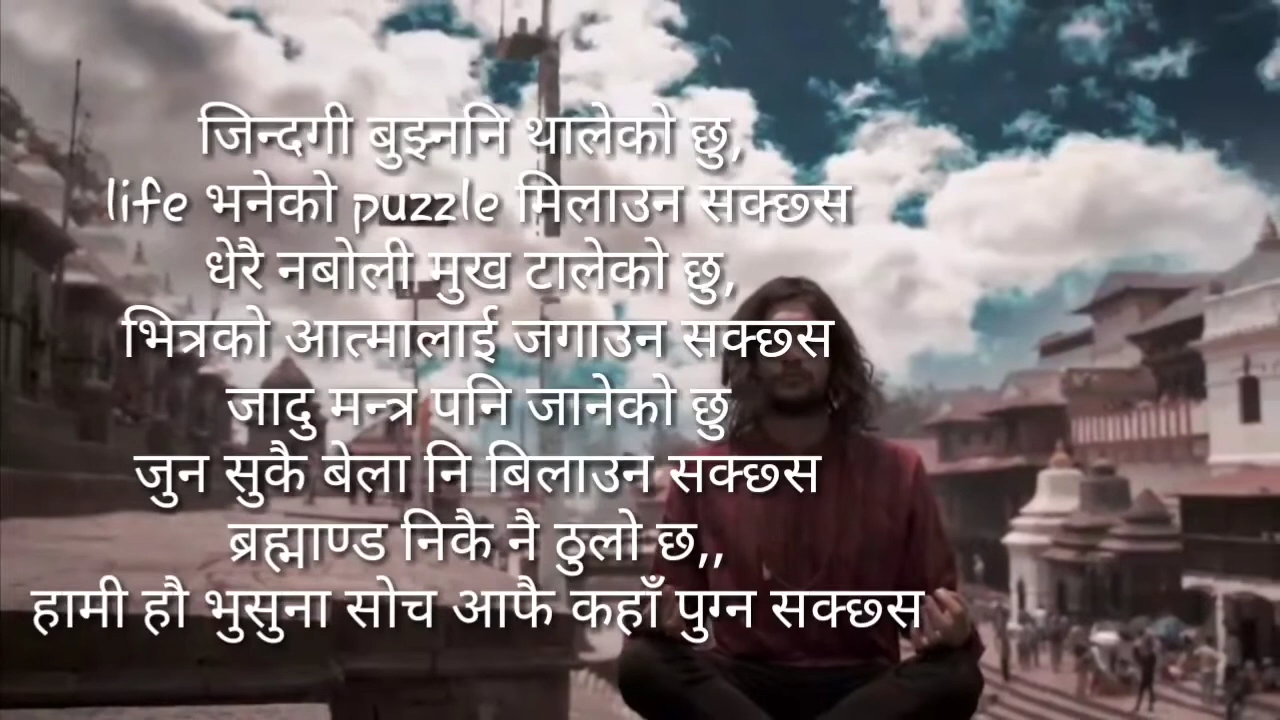 जिन्दगी बुझ्ननि थालेको छु,
life भनेको puzzle मिलाउन सक्छस
धेरै नबोली मुख टालेको छु,
भित्रको आत्मालाई जगाउन सक्छस
जादु मन्त्र पनि जानेको छु
जुन सुकै बेला नि बिलाउन सक्छस
ब्रह्माण्ड निकै नै ठुलो छ,,
हामी हौ भुसुना सोच आफै कहाँ पुग्न सक्छस